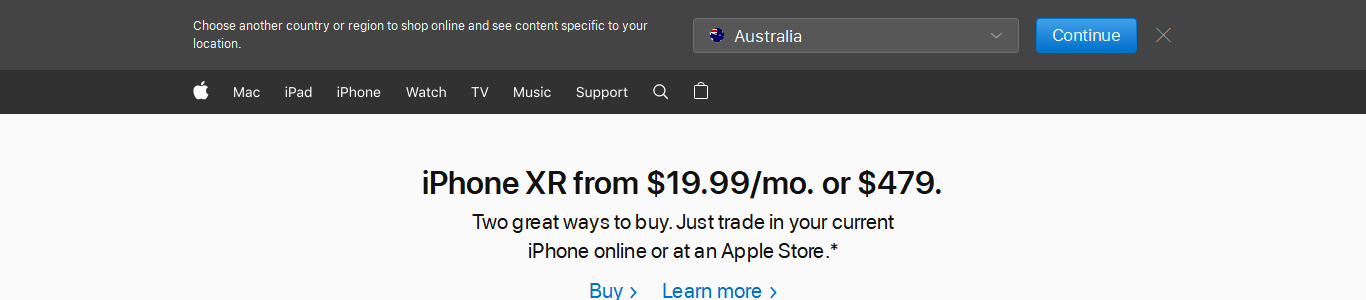 Choose another country or region to shop online and see content specific to your
location.
Australia
Continue
Mac iPad iPhone Watch TV Music Support
iPhone XR from $19.99/mo. or $479.
Two great ways to buy. Just trade in your current
iPhone online or at an Apple Store.*
Buy > Learn more >